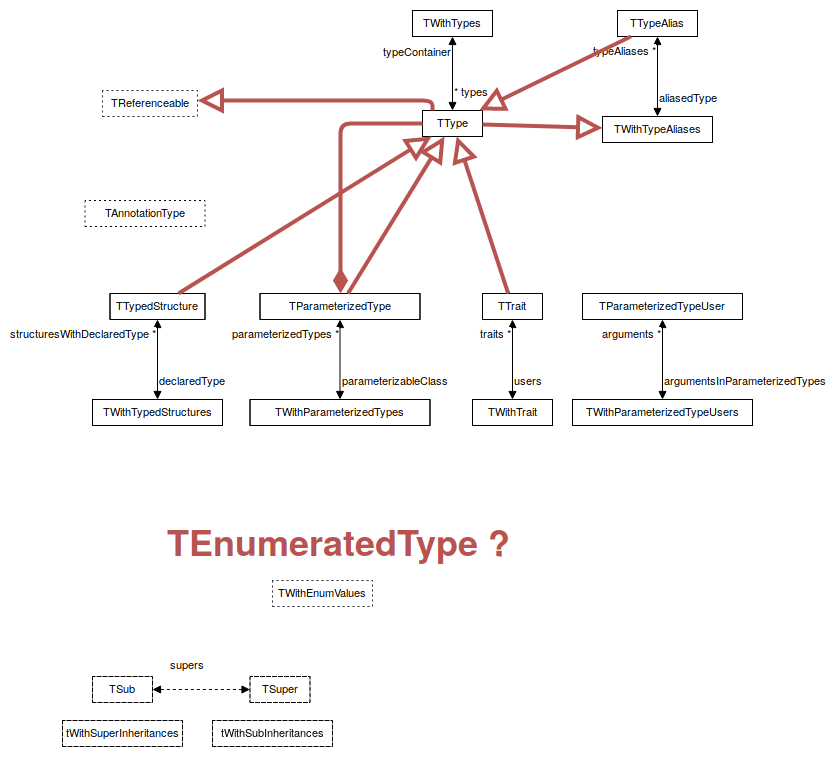 TWithTypes
TTypeAlias
typeContainer
typeAliases *
* types
aliasedType
TReferenceable
TType
TWithTypeAliases
TAnnotationType
TTypedStructure
TParameterizedType
TTrait
TParameterizedTypeUser
structuresWithDeclaredType *
parameterizedTypes *
traits *
arguments *
declaredType
parameterizableClass
users
argumentsInParameterizedTypes
TWithTypedStructures
TWithParameterizedTypes
TWithTrait
TWithParameterizedTypeUsers
TEnumeratedType ?
TWithEnumValues
supers
TSub
TSuper
tWithSuperInheritances
tWithSubInheritances